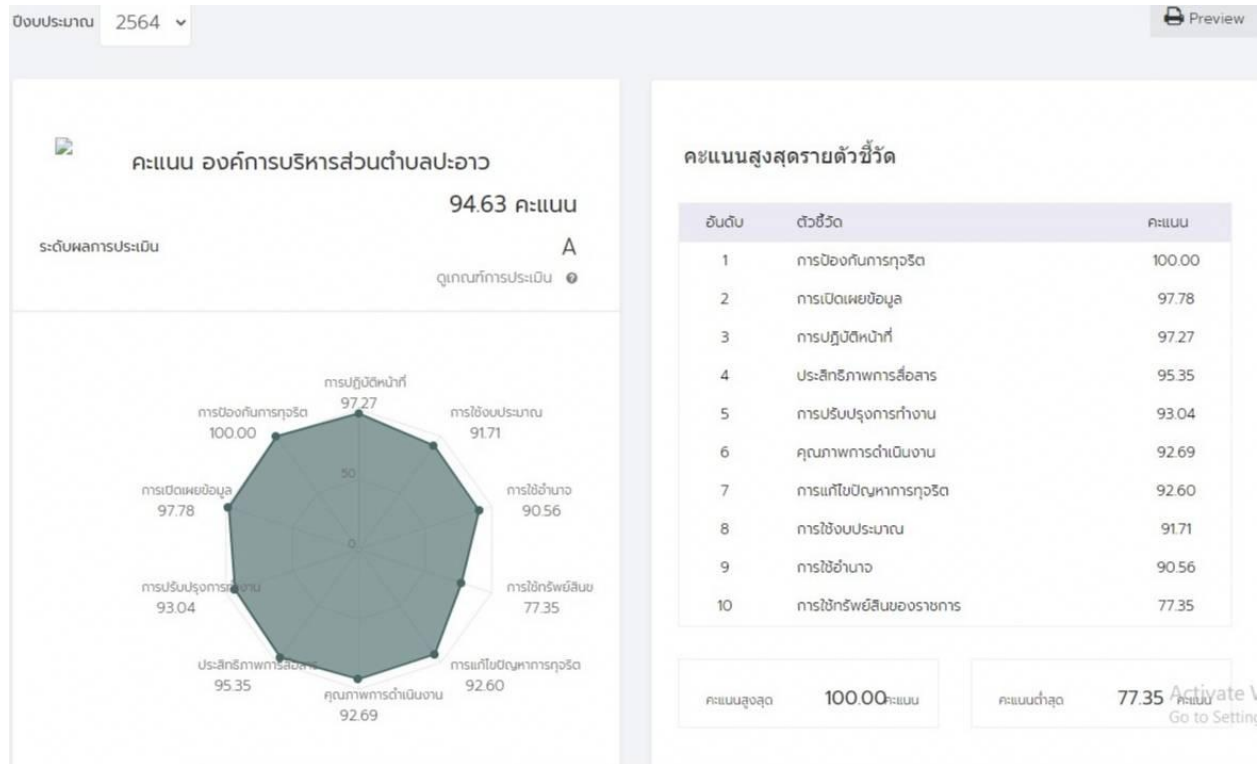 ปีงบประมาณ 2564
Preview
คะแนน องค์การบริหารส่วนตำบลปะอาว
94.63 คะแนน
ระดับผลการประเมิน A
ดูเกณฑ์การประเมิน
การปฏิบัติหน้าที่
97.27
การใช้งบประมาณ
91.71
การใช้อำนาจ
90.56
การใช้ทรัพย์สินข
77.35
การแก้ไขปัญหาการทุจริต
92.60
คุณภาพการดำเนินงาน
92.69
ประสิทธิภาพการสื่อสาร
95.35
การปรับปรุงการทำงาน
93.04
การเปิดเผยข้อมูล
97.78
การป้องกันการทุจริต
100.00
50
0
คะแนนสูงสุดรายตัวชี้วัด
อันดับ ตัวชี้วัด คะแนน
1 การป้องกันการทุจริต 100.00
2 การเปิดเผยข้อมูล 97.78
3 การปฏิบัติหน้าที่ 97.27
4 ประสิทธิภาพการสื่อสาร 95.35
5 การปรับปรุงการทำงาน 93.04
6 คุณภาพการดำเนินงาน 92.69
7 การแก้ไขปัญหาการทุจริต 92.60
8 การใช้งบประมาณ 91.71
9 การใช้อำนาจ 90.56
10 การใช้ทรัพย์สินของราชการ 77.35
คะแนนสูงสุด 100.00 คะแนน
คะแนนต่ำสุด 77.35 คะแนน
Activate V
Go to Setting